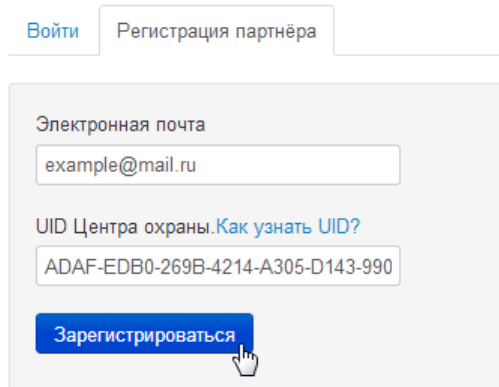 Войти Регистрация партнёра
Электронная почта
example@mail.ru
UID Центра охраны.Как узнать UID?
ADAF-EDB0-269B-4214-A305-D143-990
Зарегистрироваться